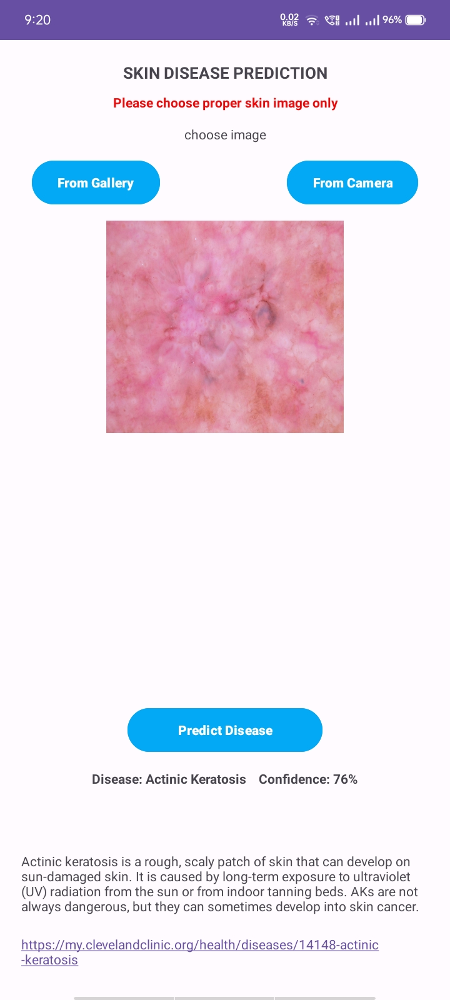 9:20
0.02
KB/S
96%
SKIN DISEASE PREDICTION
Please choose proper skin image only
choose image
From Gallery
From Camera
Predict Disease
Disease: Actinic Keratosis Confidence: 76%
Actinic keratosis is a rough, scaly patch of skin that can develop on
sun-damaged skin. It is caused by long-term exposure to ultraviolet
(UV) radiation from the sun or from indoor tanning beds. AKs are not
always dangerous, but they can sometimes develop into skin cancer.
https://my.clevelandclinic.org/health/diseases/14148-actinic
-keratosis